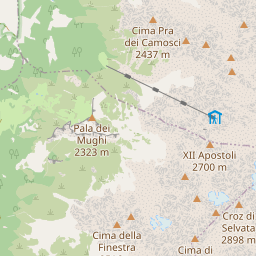 Cima Pra
dei Camosci
2437 m
Pala dei
Mughi
2323 m
XII Apostoli
2700 m
Croz di
Selvata
2898 m
Cima della
Finestra
Cima di